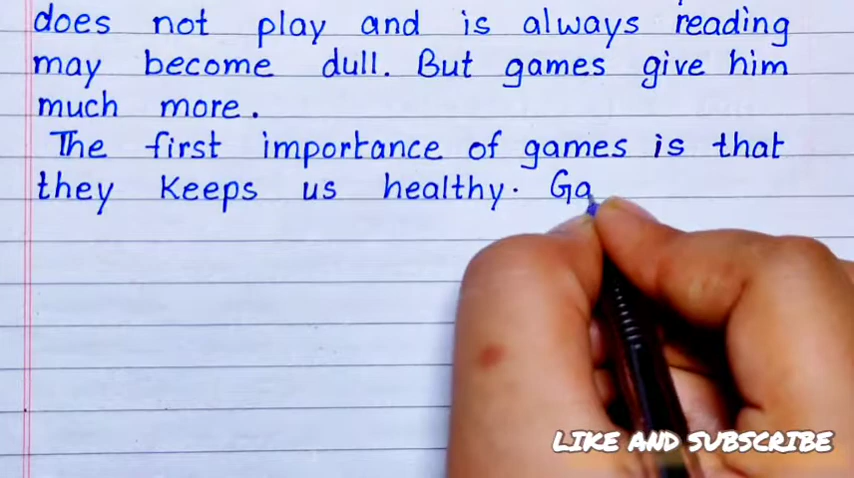 does not play and is always reading
may become dull. But games give him
much more.
The first importance of games is that
they keeps us healthy. Ga
LIKE AND SUBSCRIBE